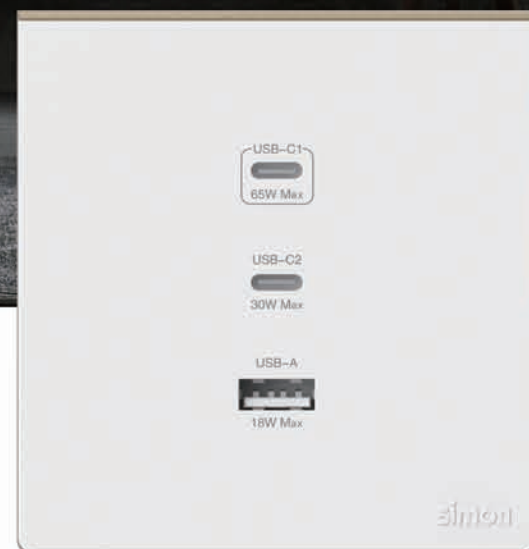 USB-C1
65W Max
USB-C2
30W Max
USB-A
18W Max
simon